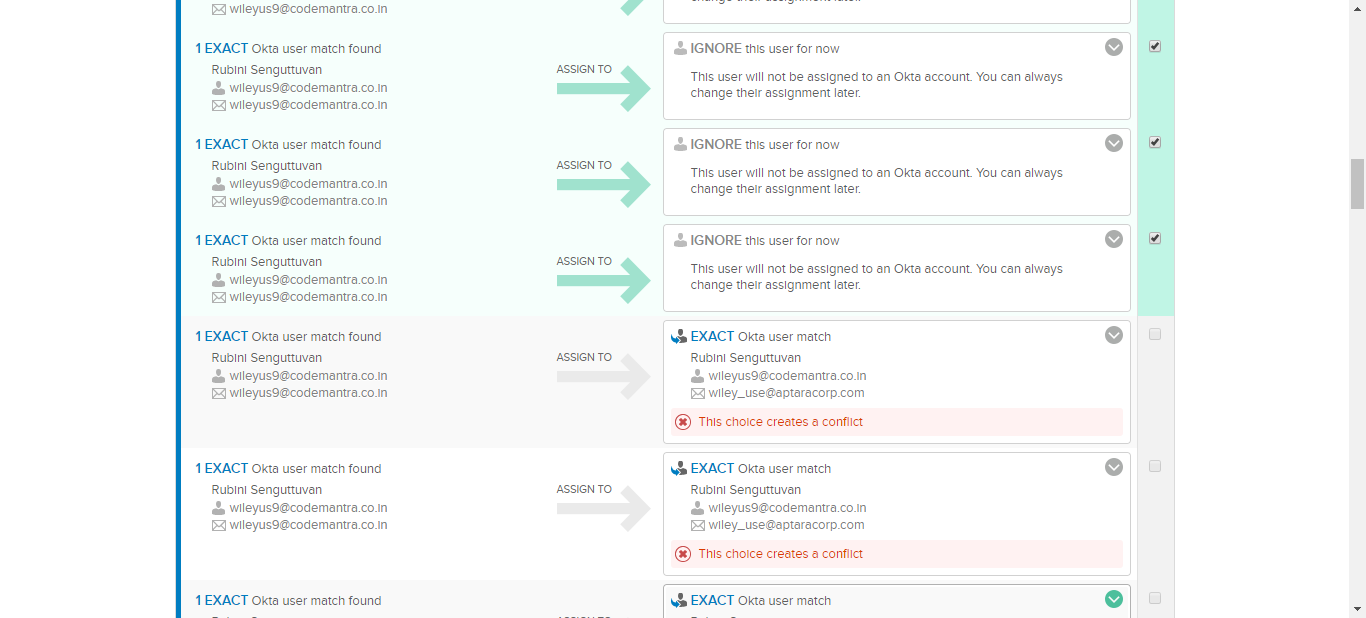 wileyus9@codemantra.co.in
change their assignment later.
1 EXACT Okta user match found
Rubini Senguttuvan
wileyus9@codemantra.co.in
wileyus9@codemantra.co.in
ASSIGN TO
IGNORE this user for now
This user will not be assigned to an Okta account. You can always
change their assignment later.
1 EXACT Okta user match found
Rubini Senguttuvan
wileyus9@codemantra.co.in
wileyus9@codemantra.co.in
ASSIGN TO
IGNORE this user for now
This user will not be assigned to an Okta account. You can always
change their assignment later.
1 EXACT Okta user match found
Rubini Senguttuvan
wileyus9@codemantra.co.in
wileyus9@codemantra.co.in
ASSIGN TO
IGNORE this user for now
This user will not be assigned to an Okta account. You can always
change their assignment later.
1 EXACT Okta user match found
Rubini Senguttuvan
wileyus9@codemantra.co.in
wileyus9@codemantra.co.in
ASSIGN TO
EXACT Okta user match
Rubini Senguttuvan
wileyus9@codemantra.co.in
wiley_use@aptaracorp.com
This choice creates a conflict
1 EXACT Okta user match found
Rubini Senguttuvan
wileyus9@codemantra.co.in
wileyus9@codemantra.co.in
ASSIGN TO
EXACT Okta user match
Rubini Senguttuvan
wileyus9@codemantra.co.in
wiley_use@aptaracorp.com
This choice creates a conflict
1 EXACT Okta user match found
EXACT Okta user match